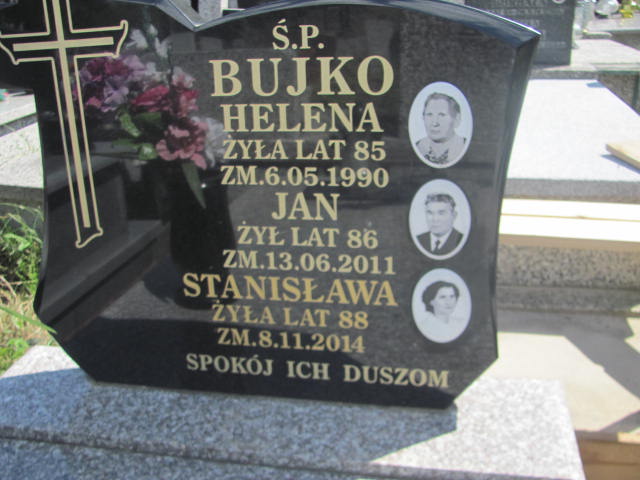 Ś.P.
BUJKO
HELENA
ŻYŁA LAT 85
ZM.6.05.1990
JAN
ŻYŁ LAT 86
ZM.13.06.2011
STANISŁAWA
ŻYŁA LAT 88
ZM.8.11.2014
SPOKÓJ ICH DUSZOM